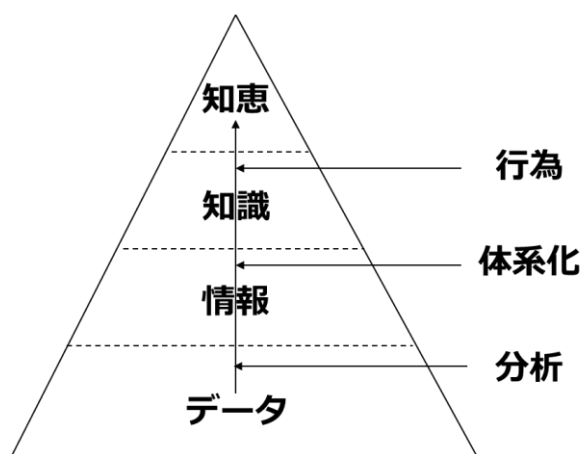 知恵
行為
知識
体系化
情報
分析
データ